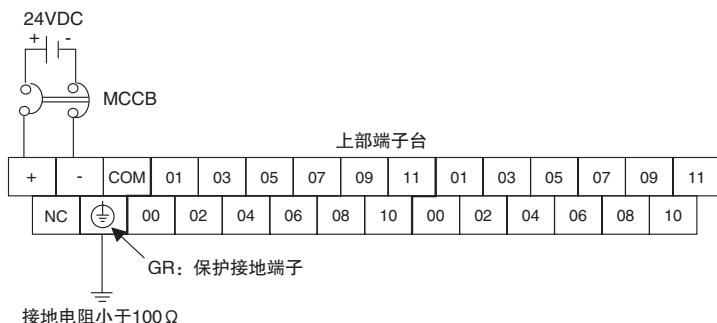 24VDC
+ -
MCCB
上部端子台
+ - COM 01 03 05 07 09 11 01 03 05 07 09 11
NC 00 02 04 06 08 10 00 02 04 06 08 10
GR：保护接地端子
接地电阻小于100Ω